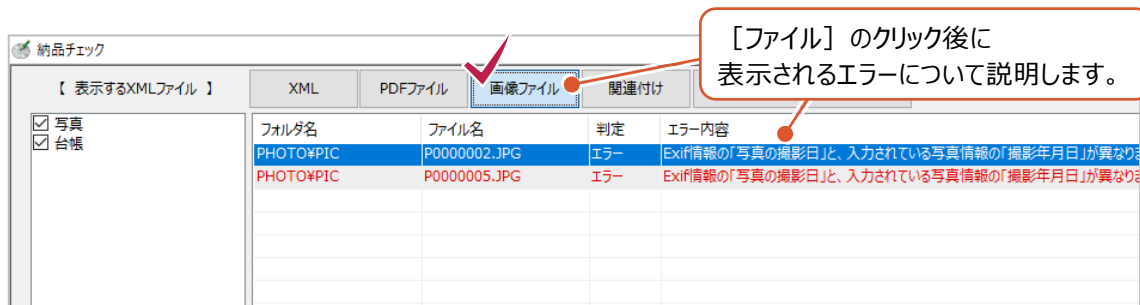 ［ファイル］のクリック後に
表示されるエラーについて説明します。
納品チェック
【 表示するXMLファイル 】
XML
PDFファイル
画像ファイル
関連付け
写真
台帳
フォルダ名 ファイル名 判定 エラー内容
PHOTO¥PIC P0000002.JPG エラー Exif情報の「写真の撮影日」と、入力されている写真情報の「撮影年月日」が異なりま
PHOTO¥PIC P0000005.JPG エラー Exif情報の「写真の撮影日」と、入力されている写真情報の「撮影年月日」が異なりま